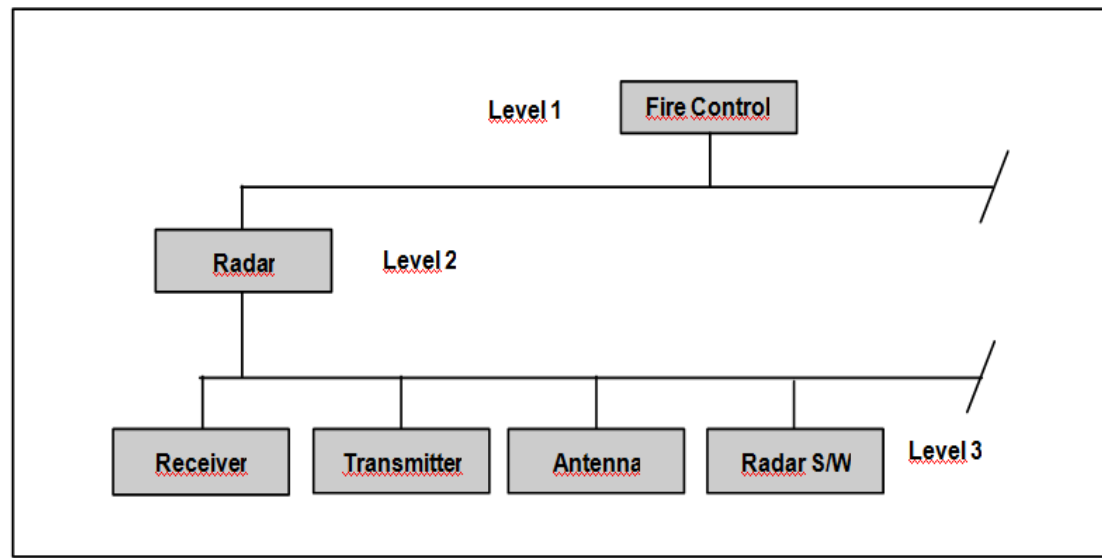 Level 1
Fire Control
Radar
Level 2
Receiver
Transmitter
Antenna
Radar S/W
Level 3